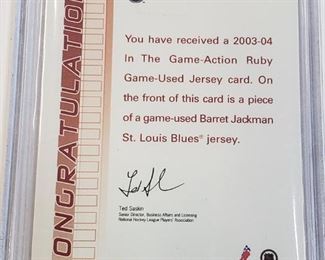 CONGRATULATION
You have received a 2003-04
In The Game-Action Ruby
Game-Used Jersey card. On
the front of this card is a piece
of a game-used Barret Jackman
St. Louis Blues® jersey.
Ted Saskin
Senior Director, Business Affairs and Licensing
National Hockey League Players' Association